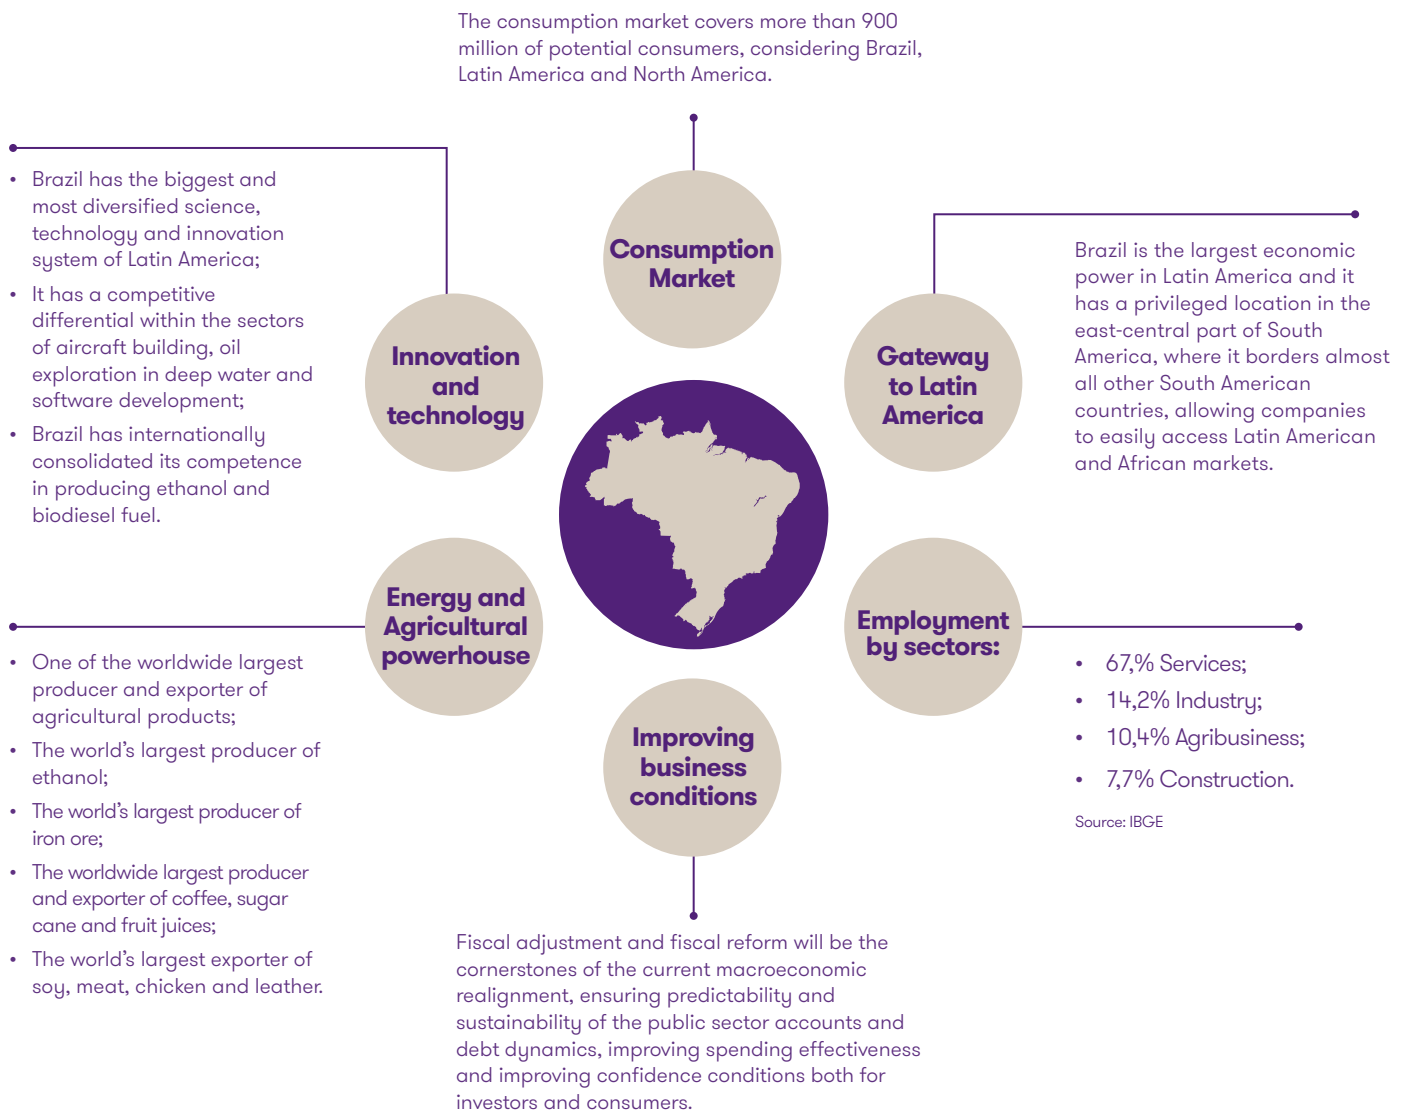 The consumption market covers more than 900
million of potential consumers, considering Brazil,
Latin America and North America.
Consumption
Market
• Brazil has the biggest and
most diversified science,
technology and innovation
system of Latin America;
• It has a competitive
differential within the sectors
of aircraft building, oil
exploration in deep water and
software development;
• Brazil has internationally
consolidated its competence
in producing ethanol and
biodiesel fuel.
Innovation
and
technology
Gateway
to Latin
America
Brazil is the largest economic
power in Latin America and it
has a privileged location in the
east-central part of South
America, where it borders almost
all other South American
countries, allowing companies
to easily access Latin American
and African markets.
Energy and
Agricultural
powerhouse
• One of the worldwide largest
producer and exporter of
agricultural products;
• The world’s largest producer of
ethanol;
• The world’s largest producer of
iron ore;
• The worldwide largest producer
and exporter of coffee, sugar
cane and fruit juices;
• The world’s largest exporter of
soy, meat, chicken and leather.
Employment
by sectors:
• 67,% Services;
• 14,2% Industry;
• 10,4% Agribusiness;
• 7,7% Construction.
Source: IBGE
Improving
business
conditions
Fiscal adjustment and fiscal reform will be the
cornerstones of the current macroeconomic
realignment, ensuring predictability and
sustainability of the public sector accounts and
debt dynamics, improving spending effectiveness
and improving confidence conditions both for
investors and consumers.